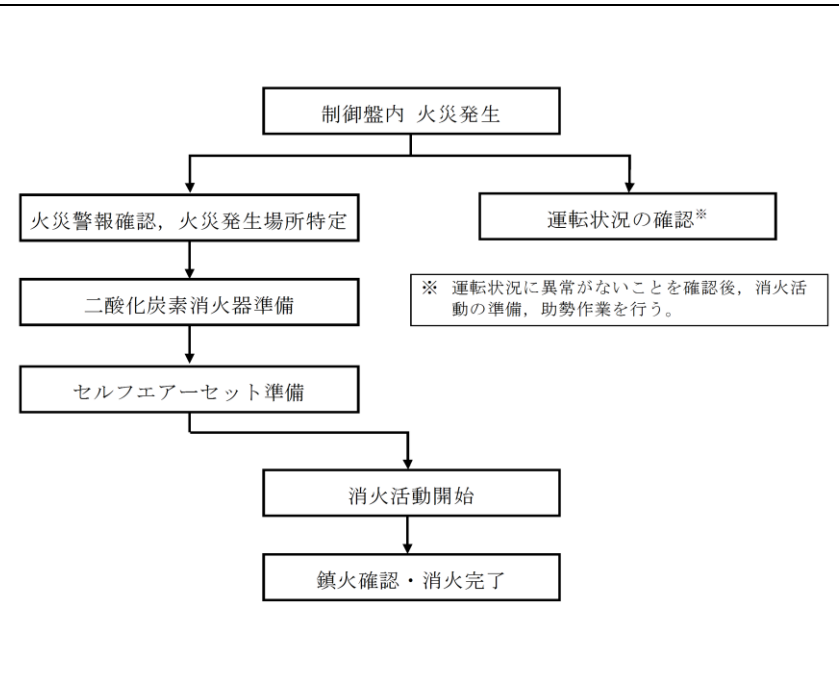 制御盤内 火災発生
火災警報確認，火災発生場所特定
運転状況の確認※
二酸化炭素消火器準備
※ 運転状況に異常がないことを確認後，消火活
動の準備，助勢作業を行う。
セルフエアーセット準備
消火活動開始
鎮火確認・消火完了